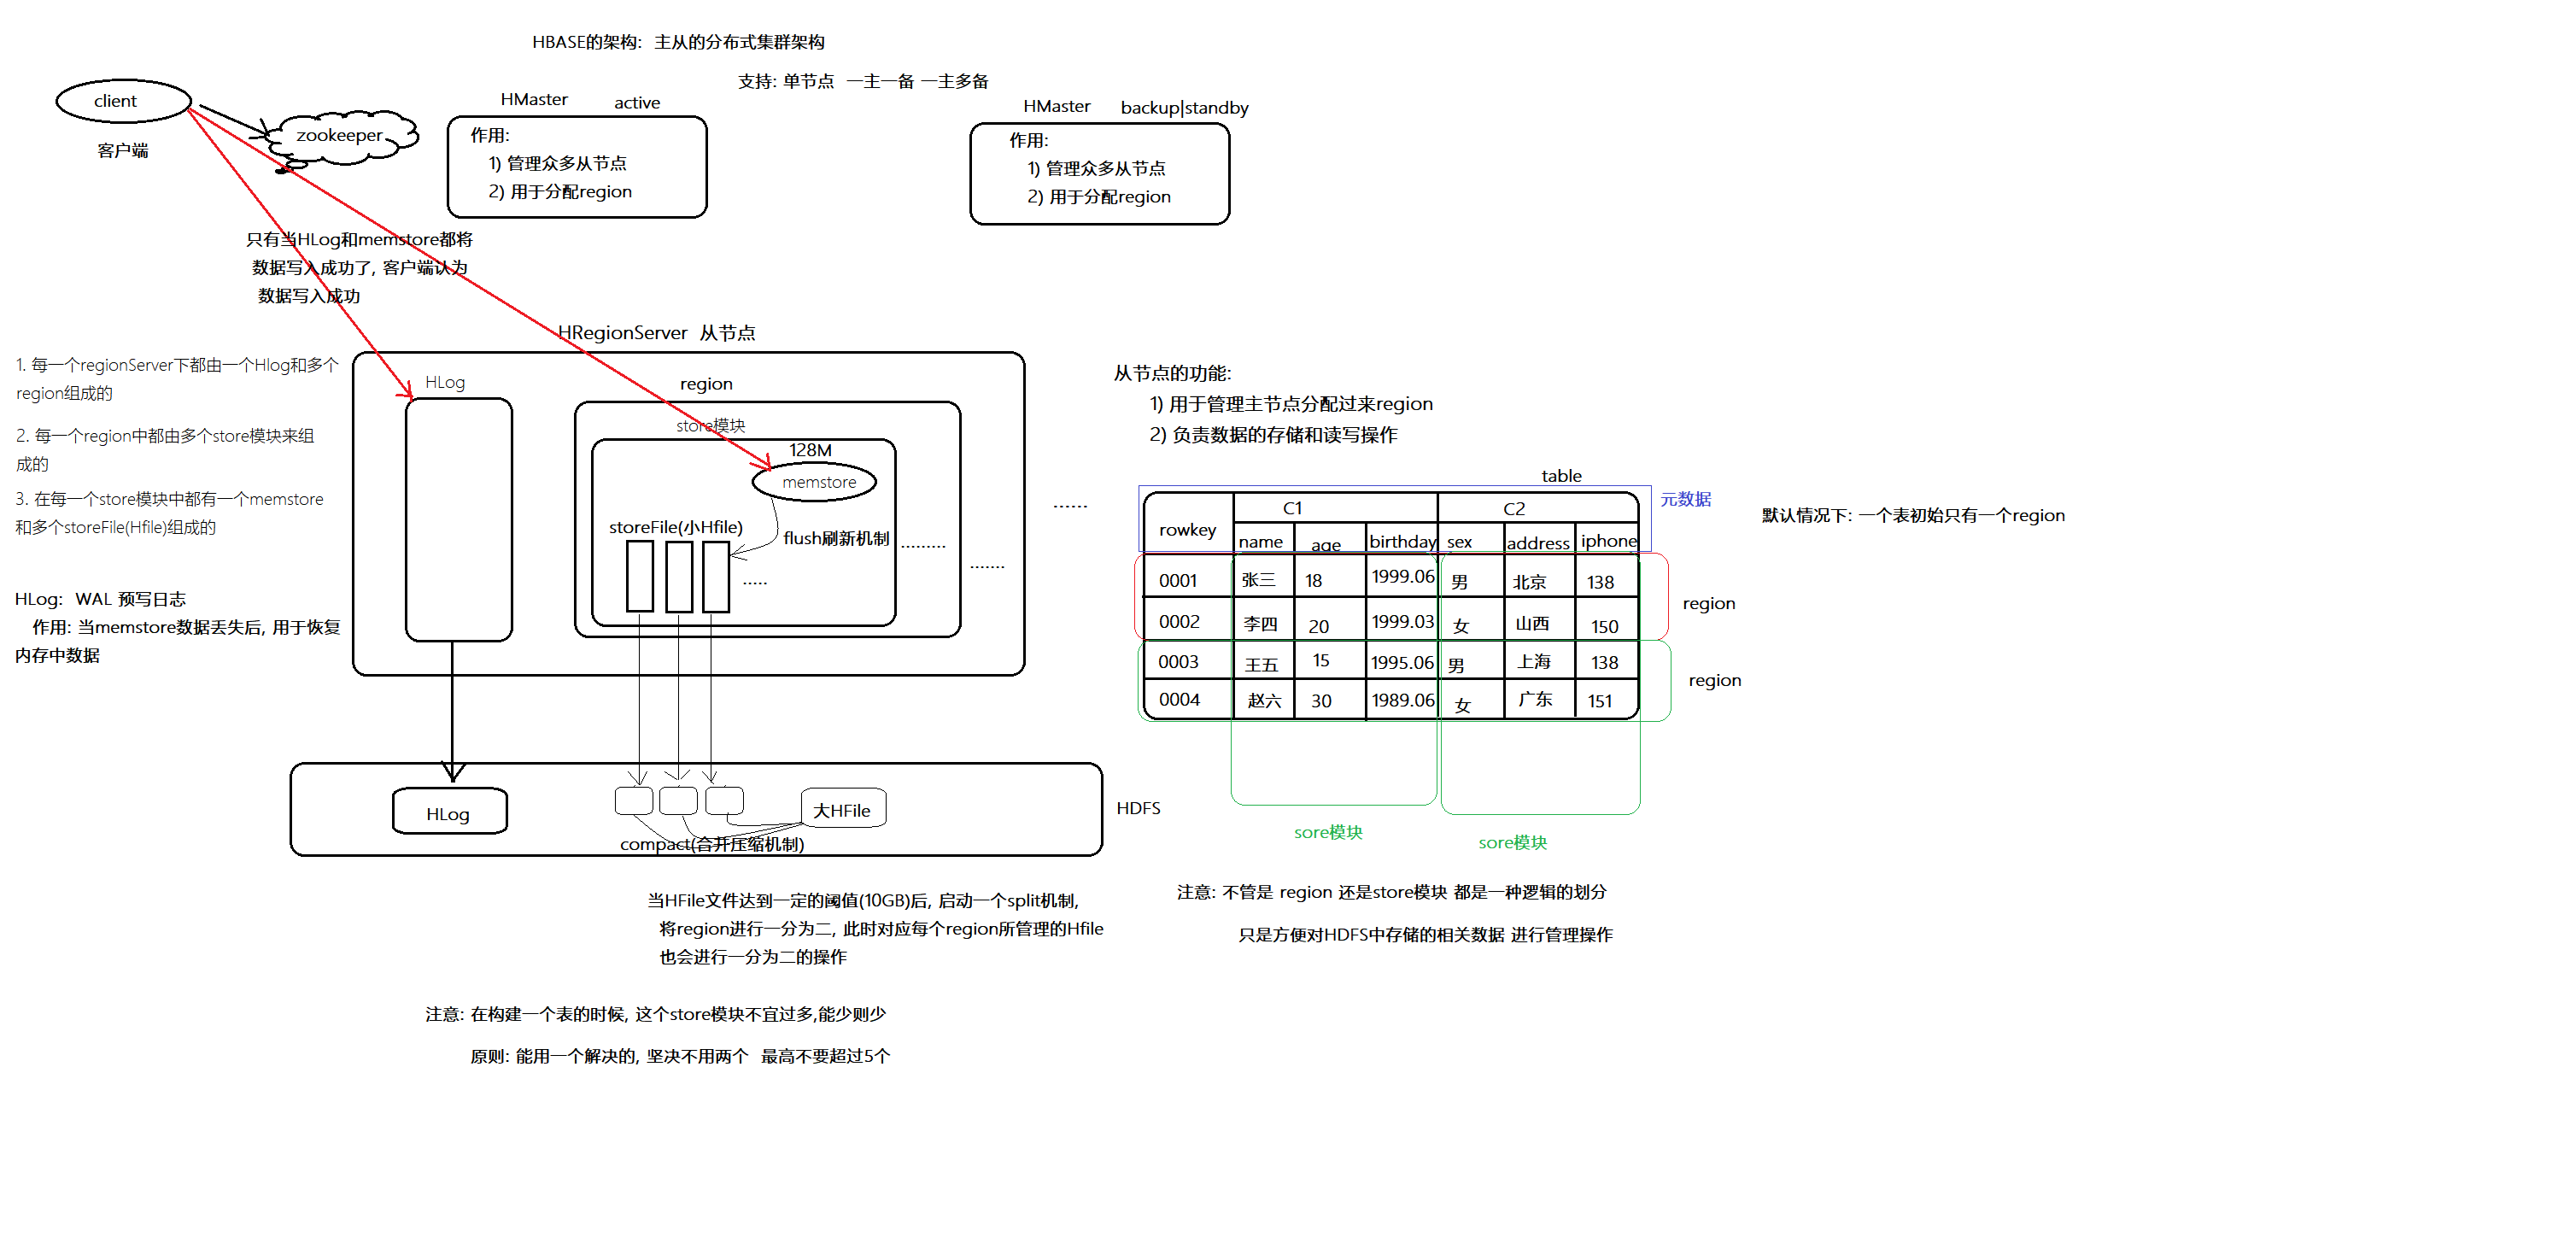 HBASE的架构: 主从的分布式集群架构
支持: 单节点 一主一备 一主多备
client
客户端
zookeeper
HMaster active
作用:
1) 管理众多从节点
2) 用于分配region
HMaster backup|standby
作用:
1) 管理众多从节点
2) 用于分配region
只有当HLog和memstore都将
数据写入成功了, 客户端认为
数据写入成功
HRegionServer 从节点
1. 每一个regionServer下都由一个Hlog和多个
region组成的
2. 每一个region中都由多个store模块来组
成的
3. 在每一个store模块中都有一个memstore
和多个storeFile(Hfile)组成的
HLog: WAL 预写日志
作用: 当memstore数据丢失后, 用于恢复
内存中数据
HLog
region
store模块
128M
memstore
storeFile(小Hfile)
flush刷新机制
.....
.........
.......
......
从节点的功能:
1) 用于管理主节点分配过来region
2) 负责数据的存储和读写操作
table
元数据
默认情况下: 一个表初始只有一个region
rowkey C1 C2
name age birthday sex address iphone
0001 张三 18 1999.06 男 北京 138
0002 李四 20 1999.03 女 山西 150
0003 王五 15 1995.06 男 上海 138
0004 赵六 30 1989.06 女 广东 151
region
region
sore模块
sore模块
HLog
大HFile
compact(合并压缩机制)
HDFS
当HFile文件达到一定的阈值(10GB)后, 启动一个split机制,
将region进行一分为二, 此时对应每个region所管理的Hfile
也会进行一分为二的操作
注意: 不管是 region 还是store模块 都是一种逻辑的划分
只是方便对HDFS中存储的相关数据 进行管理操作
注意: 在构建一个表的时候, 这个store模块不宜过多,能少则少
原则: 能用一个解决的, 坚决不用两个 最高不要超过5个